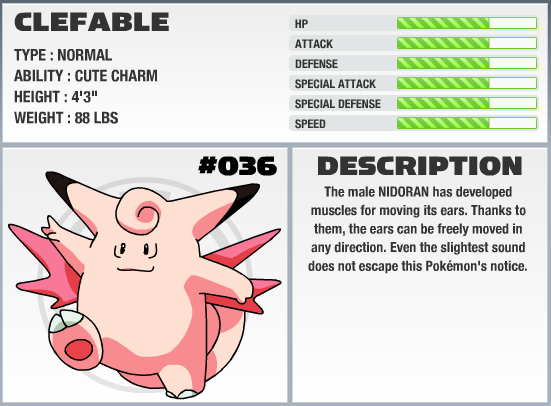 CLEFABLE
TYPE : NORMAL
ABILITY : CUTE CHARM
HEIGHT : 4'3"
WEIGHT : 88 LBS
HP
ATTACK
DEFENSE
SPECIAL ATTACK
SPECIAL DEFENSE
SPEED
#036
DESCRIPTION
The male NIDORAN has developed
muscles for moving its ears. Thanks to
them, the ears can be freely moved in
any direction. Even the slightest sound
does not escape this Pokémon's notice.